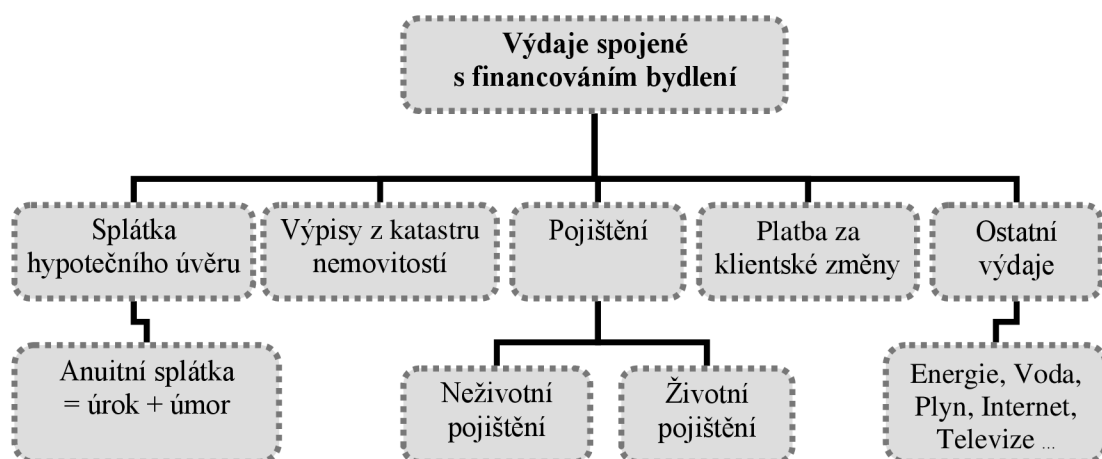 Výdaje spojené
s financováním bydlení
Splátka
hypotečního úvěru
Výpisy z katastru
nemovitostí
Pojištění
Platba za
klientské změny
Ostatní
výdaje
Anuitní splátka
= úrok + úmor
Neživotní
pojištění
Životní
pojištění
Energie, Voda,
Plyn, Internet,
Televize ...